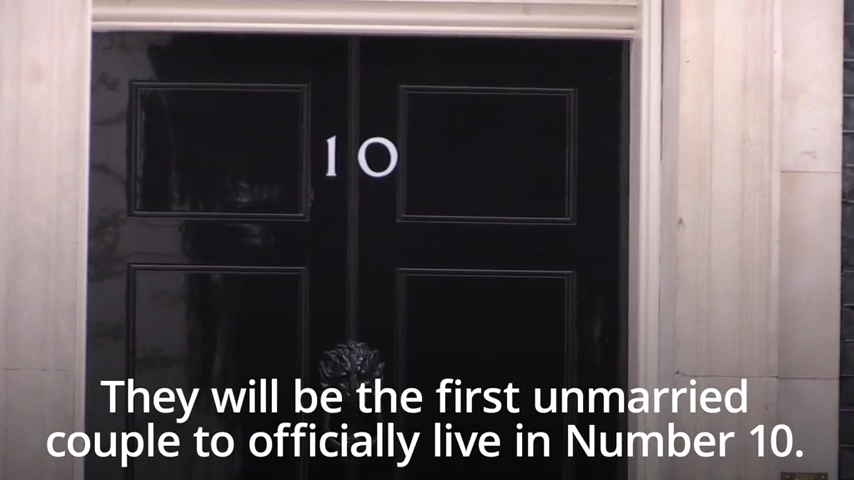 10
They will be the first unmarried
couple to officially live in Number 10.